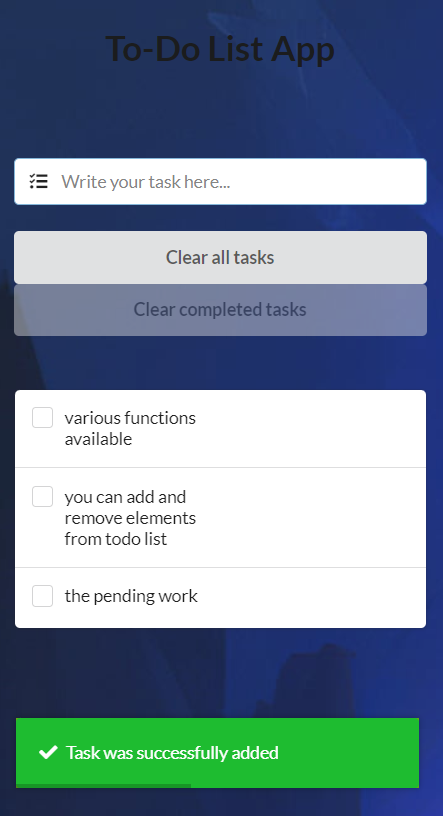 To-Do List App
Write your task here...
Clear all tasks
Clear completed tasks
various functions
available
you can add and
remove elements
from todo list
the pending work
Task was successfully added